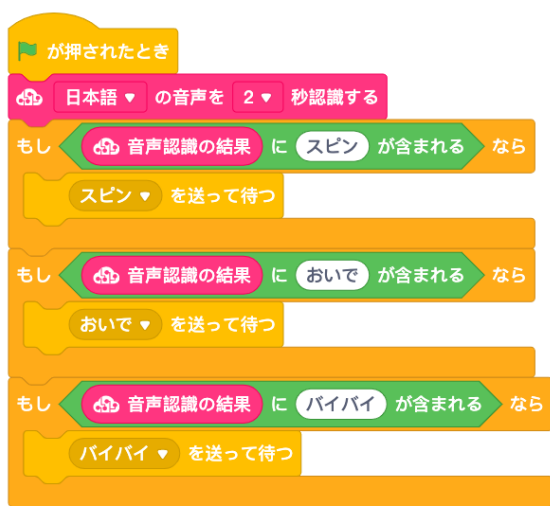 が押されたとき
日本語 の音声を 2 秒認識する
もし 音声認識の結果 に スピン が含まれる なら
スピン を送って待つ
もし 音声認識の結果 に おいで が含まれる なら
おいで を送って待つ
もし 音声認識の結果 に バイバイ が含まれる なら
バイバイ を送って待つ